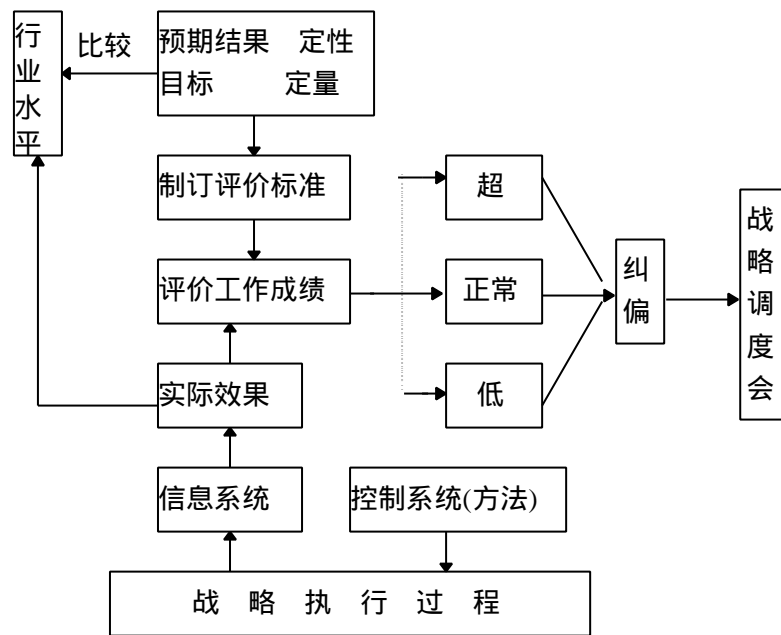 行业水平
比较
预期结果 定性
目标 定量
制订评价标准
超
评价工作成绩
正常
纠偏
战略调度会
实际效果
低
信息系统
控制系统(方法)
战 略 执 行 过 程